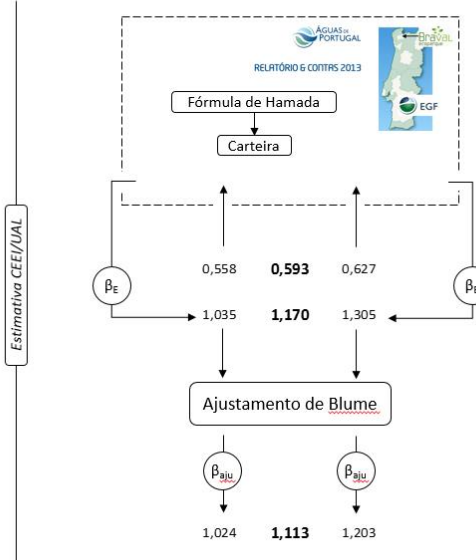 ÁGUAS DE
PORTUGAL
RELATÓRIO & CONTAS 2013
Braval
EGF
Fórmula de Hamada
Carteira
Estimativa CEEI/UAL
0,558 0,593 0,627
βE βE
1,035 1,170 1,305
Ajustamento de Blume
βaju βaju
1,024 1,113 1,203